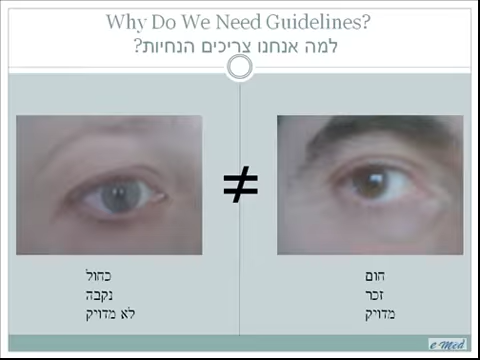 Why Do We Need Guidelines?
למה אנחנו צריכים הנחיות?
≠
כחול
נקבה
לא מדויק
חום
זכר
מדויק
e Med